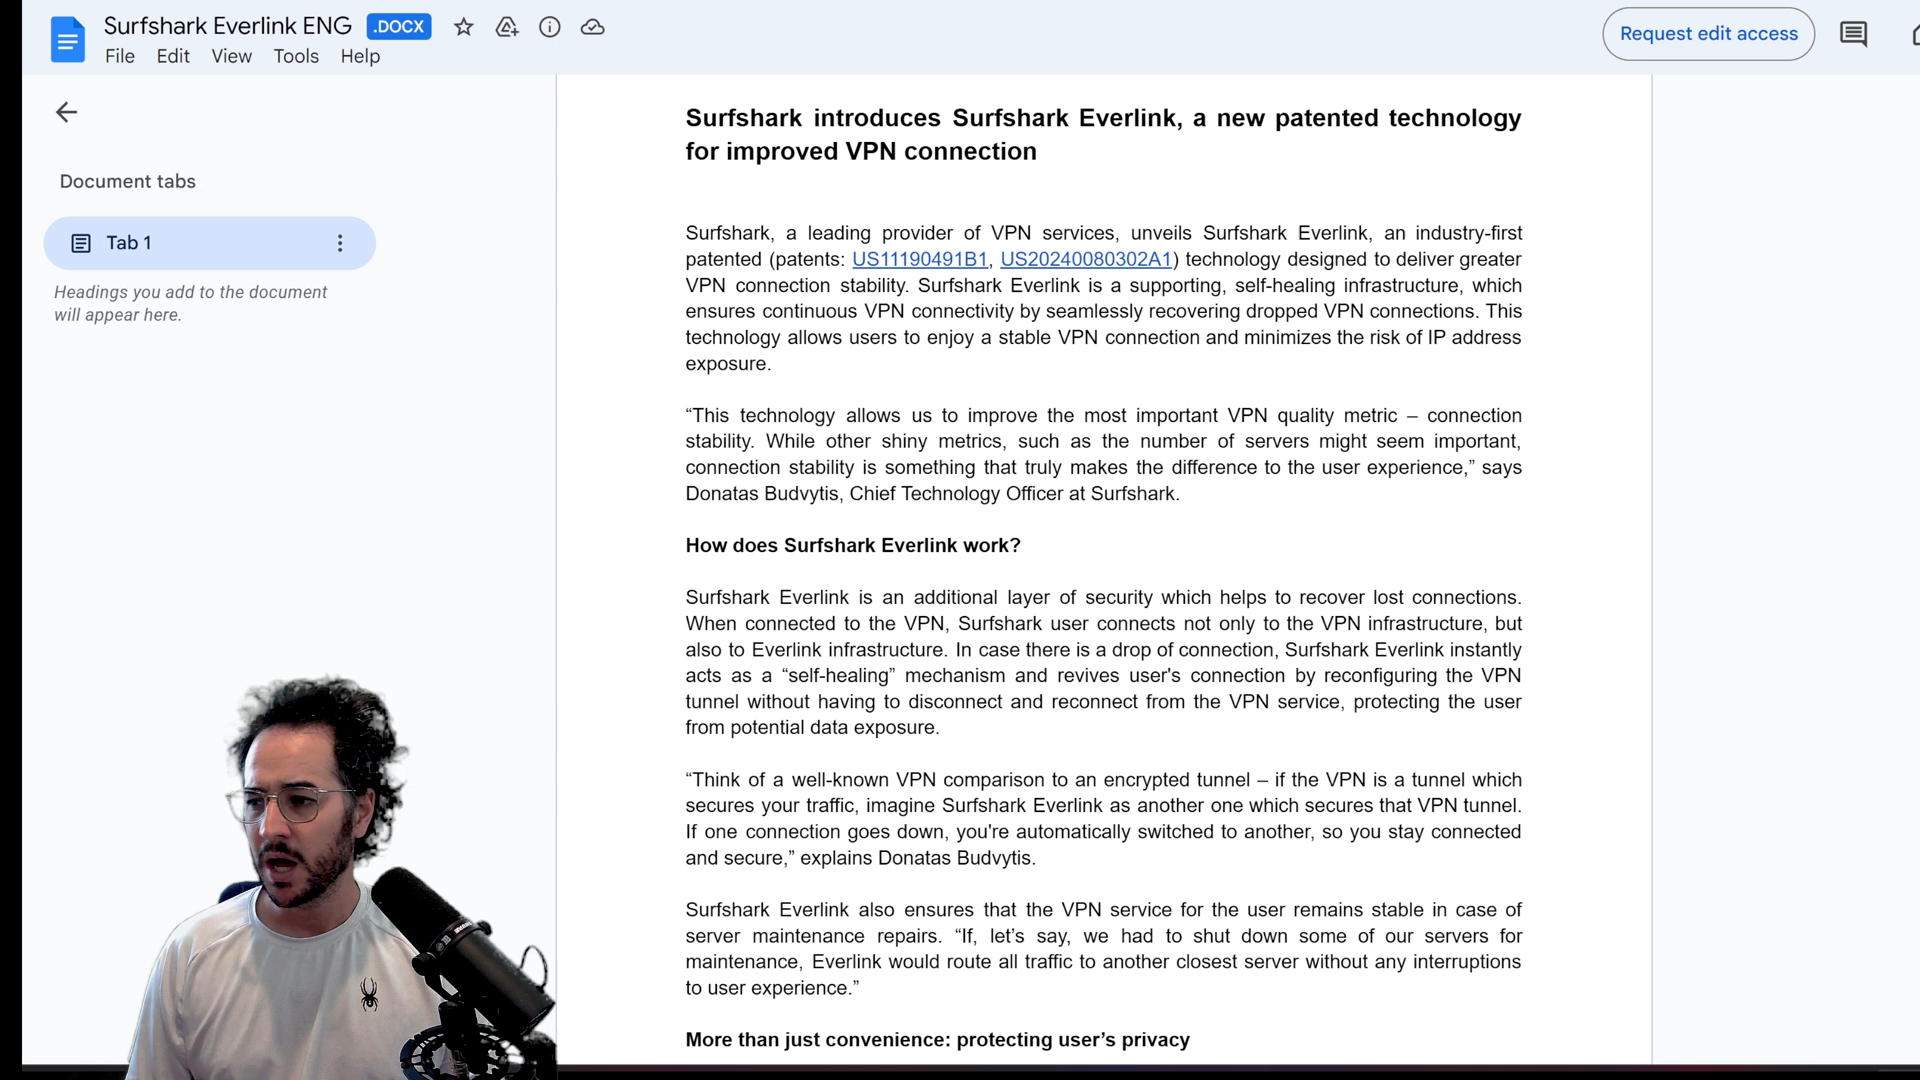 Surfshark Everlink ENG .DOCX
File Edit View Tools Help
Request edit access
Document tabs
Tab 1
Headings you add to the document
will appear here.
Surfshark introduces Surfshark Everlink, a new patented technology
for improved VPN connection
Surfshark, a leading provider of VPN services, unveils Surfshark Everlink, an industry-first
patented (patents: US11190491B1, US20240080302A1) technology designed to deliver greater
VPN connection stability. Surfshark Everlink is a supporting, self-healing infrastructure, which
ensures continuous VPN connectivity by seamlessly recovering dropped VPN connections. This
technology allows users to enjoy a stable VPN connection and minimizes the risk of IP address
exposure.
“This technology allows us to improve the most important VPN quality metric – connection
stability. While other shiny metrics, such as the number of servers might seem important,
connection stability is something that truly makes the difference to the user experience,” says
Donatas Budvytis, Chief Technology Officer at Surfshark.
How does Surfshark Everlink work?
Surfshark Everlink is an additional layer of security which helps to recover lost connections.
When connected to the VPN, Surfshark user connects not only to the VPN infrastructure, but
also to Everlink infrastructure. In case there is a drop of connection, Surfshark Everlink instantly
acts as a “self-healing” mechanism and revives user's connection by reconfiguring the VPN
tunnel without having to disconnect and reconnect from the VPN service, protecting the user
from potential data exposure.
“Think of a well-known VPN comparison to an encrypted tunnel – if the VPN is a tunnel which
secures your traffic, imagine Surfshark Everlink as another one which secures that VPN tunnel.
If one connection goes down, you're automatically switched to another, so you stay connected
and secure,” explains Donatas Budvytis.
Surfshark Everlink also ensures that the VPN service for the user remains stable in case of
server maintenance repairs. “If, let’s say, we had to shut down some of our servers for
maintenance, Everlink would route all traffic to another closest server without any interruptions
to user experience.”
More than just convenience: protecting user’s privacy